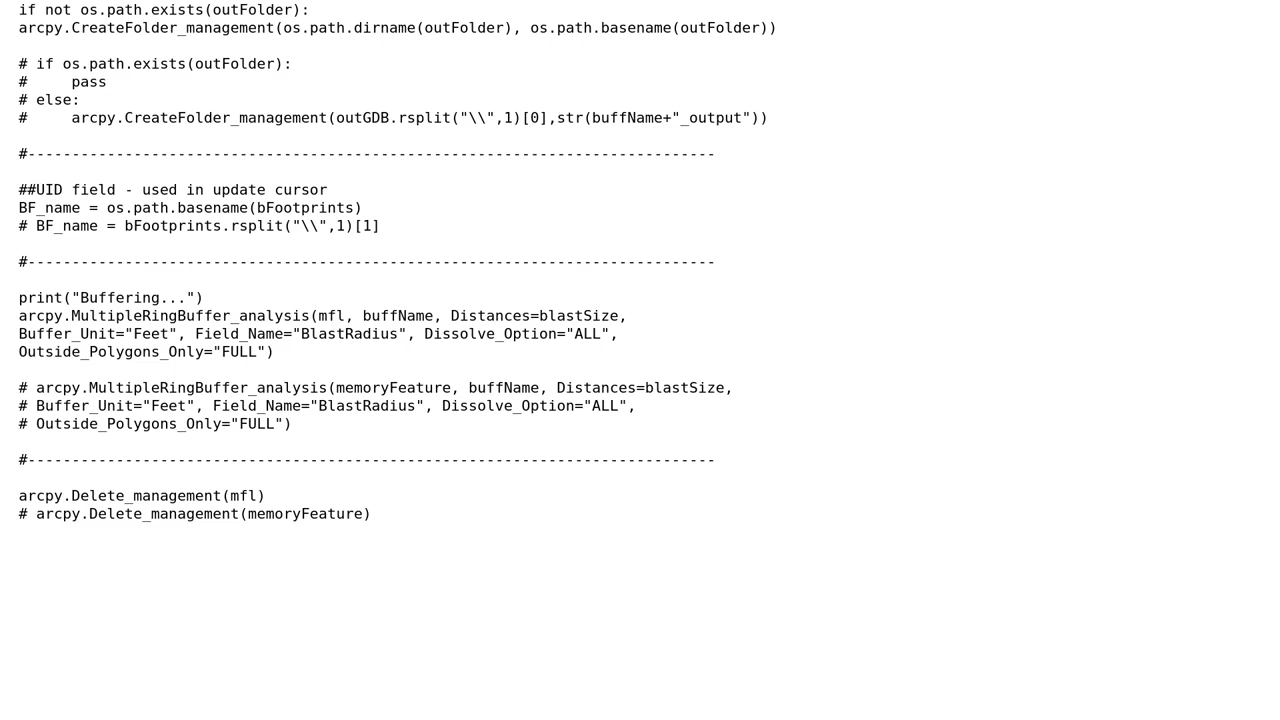 if not os.path.exists(outFolder):
arcpy.CreateFolder_management(os.path.dirname(outFolder), os.path.basename(outFolder))

# if os.path.exists(outFolder):
#     pass
# else:
#     arcpy.CreateFolder_management(outGDB.rsplit("\\",1)[0],str(buffName+"_output"))

#------------------------------------------------------------------------------

##UID field - used in update cursor
BF_name = os.path.basename(bFootprints)
# BF_name = bFootprints.rsplit("\\",1)[1]

#------------------------------------------------------------------------------

print("Buffering...")
arcpy.MultipleRingBuffer_analysis(mfl, buffName, Distances=blastSize,
Buffer_Unit="Feet", Field_Name="BlastRadius", Dissolve_Option="ALL",
Outside_Polygons_Only="FULL")

# arcpy.MultipleRingBuffer_analysis(memoryFeature, buffName, Distances=blastSize,
# Buffer_Unit="Feet", Field_Name="BlastRadius", Dissolve_Option="ALL",
# Outside_Polygons_Only="FULL")

#------------------------------------------------------------------------------

arcpy.Delete_management(mfl)
# arcpy.Delete_management(memoryFeature)